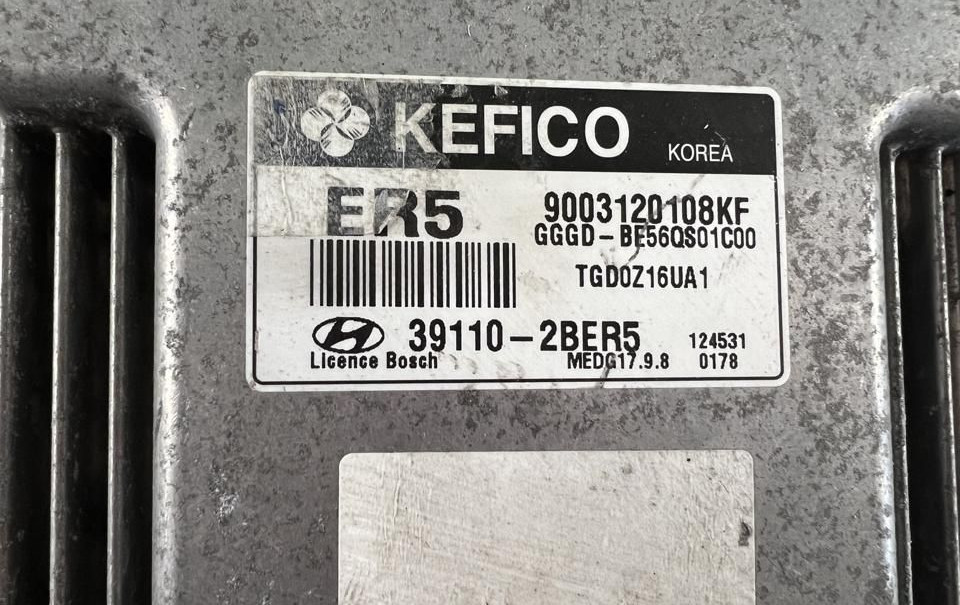 KEFICO KOREA
ER5 9003120108KF
GGGD-BE56QS01C00
TGD0Z16UA1
39110-2BER5 124531
Licence Bosch MEDG17.9.8 0178